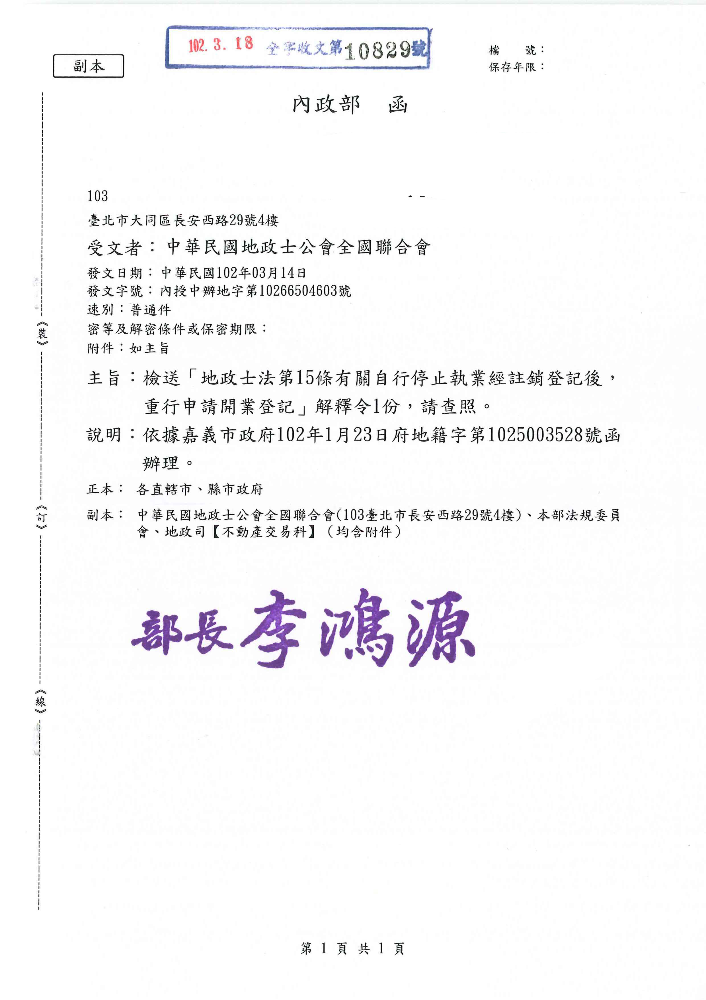 102. 3. 18 全字收文第10829號
副本
檔　　號：
保存年限：
內政部　函
103
臺北市大同區長安西路29號4樓
受文者：中華民國地政士公會全國聯合會
發文日期：中華民國102年03月14日
發文字號：內授中辦地字第10266504603號
速別：普通件
密等及解密條件或保密期限：
附件：如主旨
主旨：檢送「地政士法第15條有關自行停止執業經註銷登記後，
重行申請開業登記」解釋令1份，請查照。
說明：依據嘉義市政府102年1月23日府地籍字第1025003528號函
辦理。
正本：各直轄市、縣市政府
副本：中華民國地政士公會全國聯合會(103臺北市長安西路29號4樓)、本部法規委員
會、地政司【不動產交易科】（均含附件）
部長李鴻源
《裝》
《訂》
《線》
第 1 頁 共 1 頁